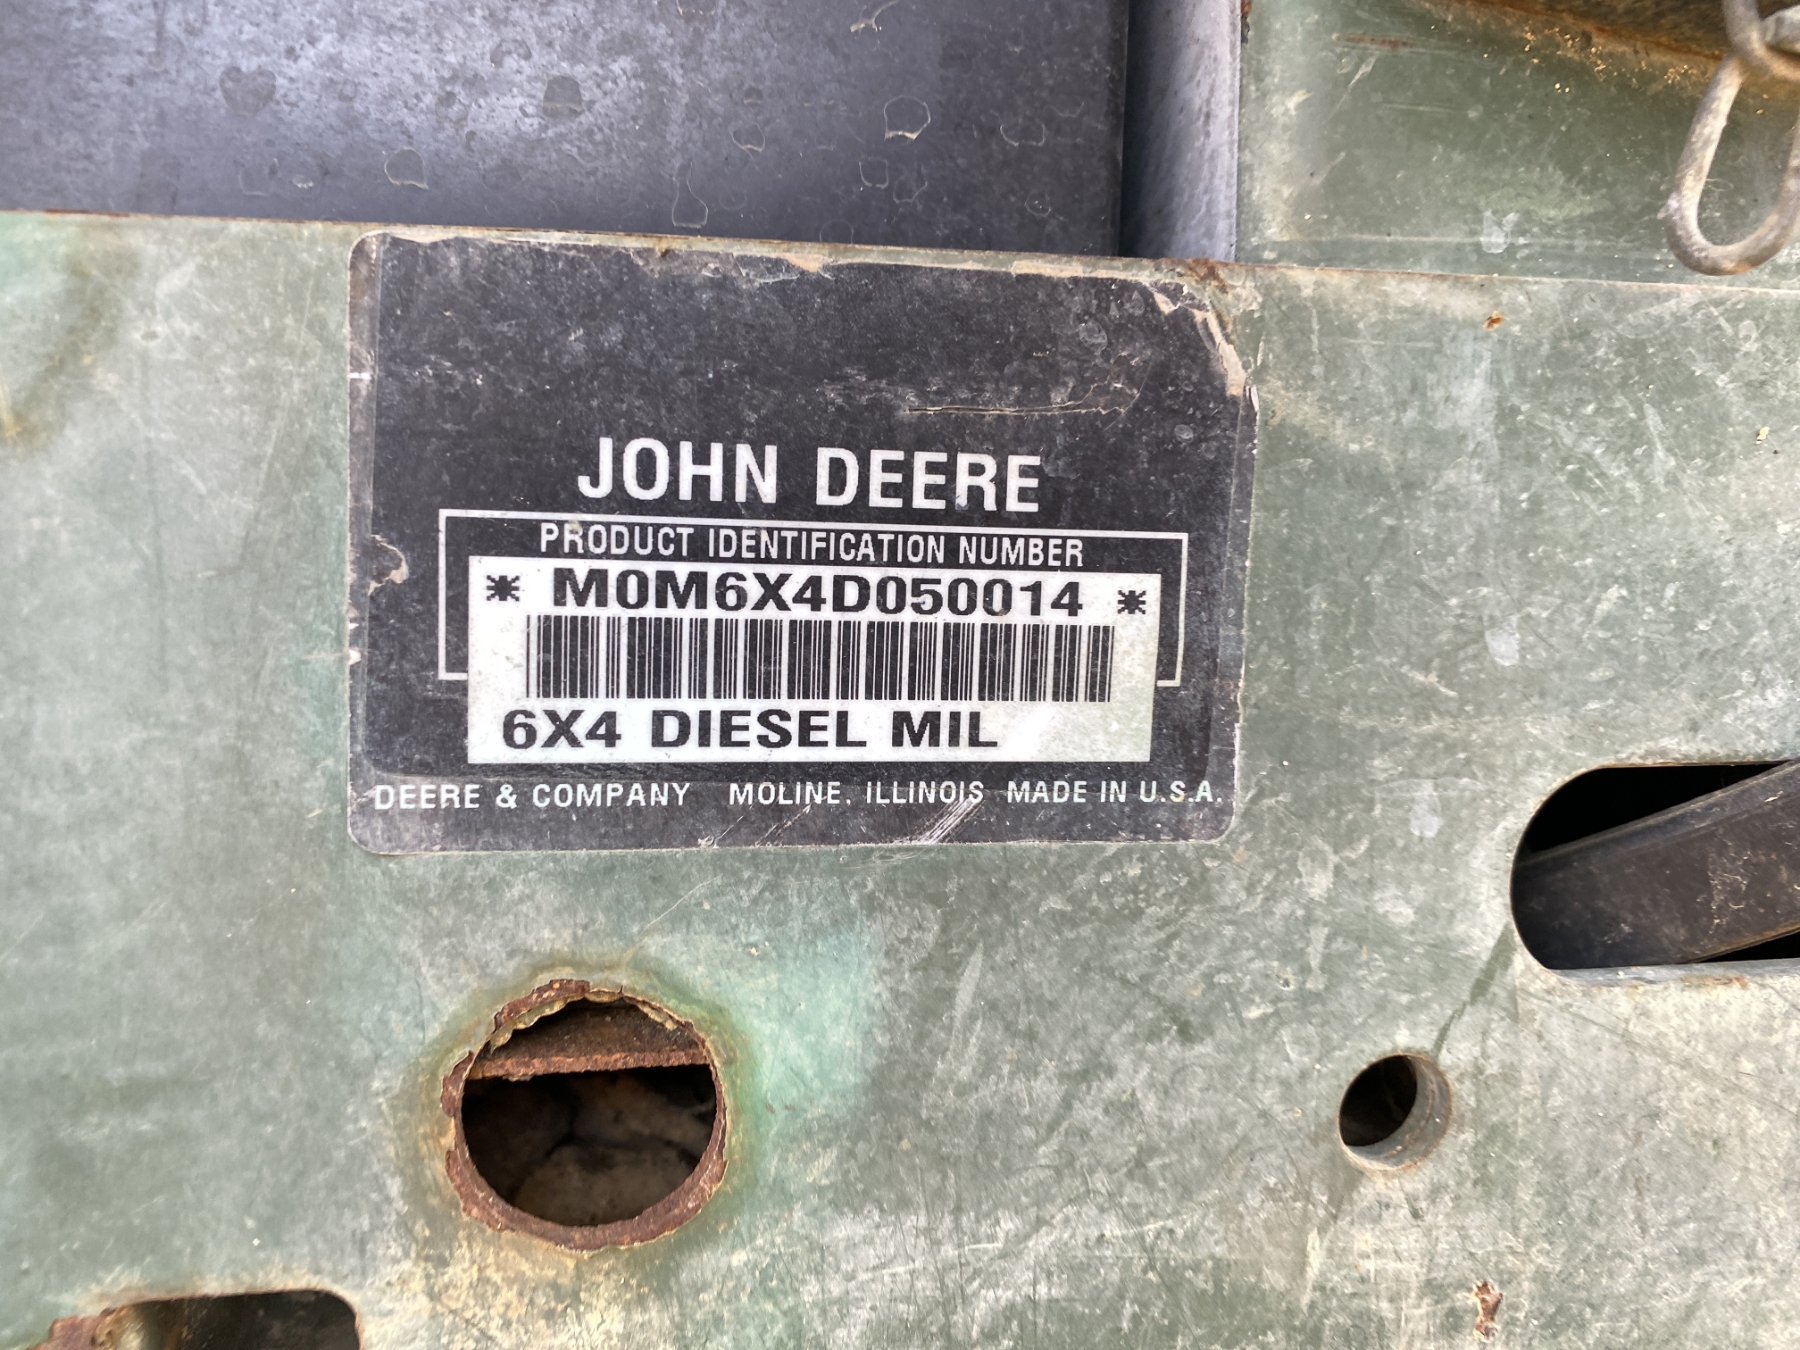 JOHN DEERE
PRODUCT IDENTIFICATION NUMBER
* M0M6X4D050014 *
6X4 DIESEL MIL
DEERE & COMPANY MOLINE, ILLINOIS MADE IN U.S.A.